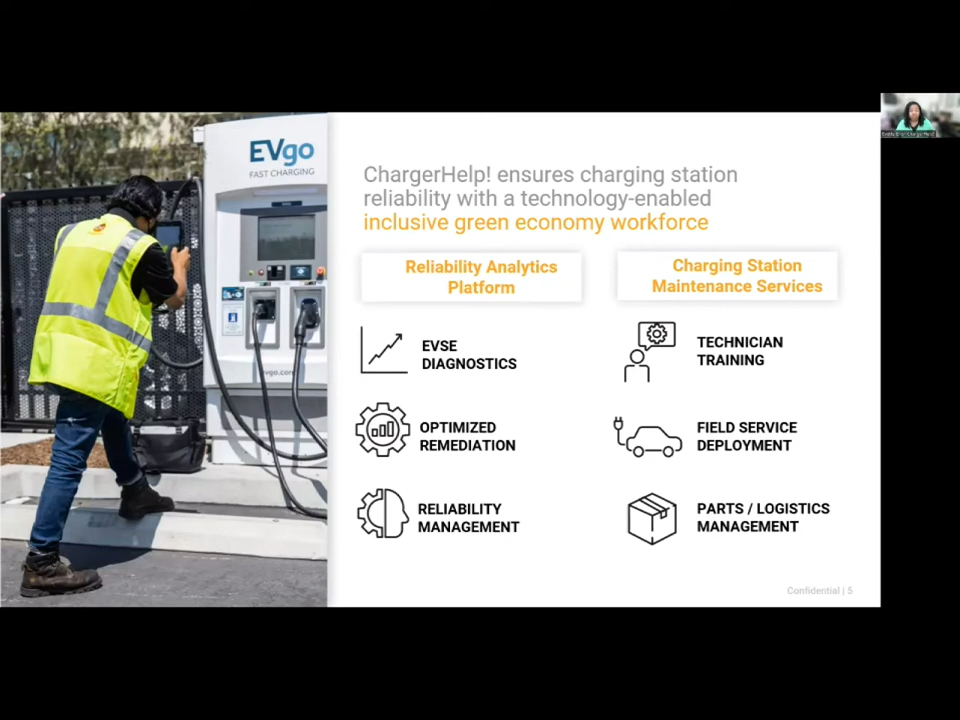 EVgo
FAST CHARGING
vgo.com
ChargerHelp! ensures charging station
reliability with a technology-enabled
inclusive green economy workforce
Reliability Analytics
Platform
EVSE
DIAGNOSTICS
OPTIMIZED
REMEDIATION
RELIABILITY
MANAGEMENT
Charging Station
Maintenance Services
TECHNICIAN
TRAINING
FIELD SERVICE
DEPLOYMENT
PARTS / LOGISTICS
MANAGEMENT
Confidential | 5